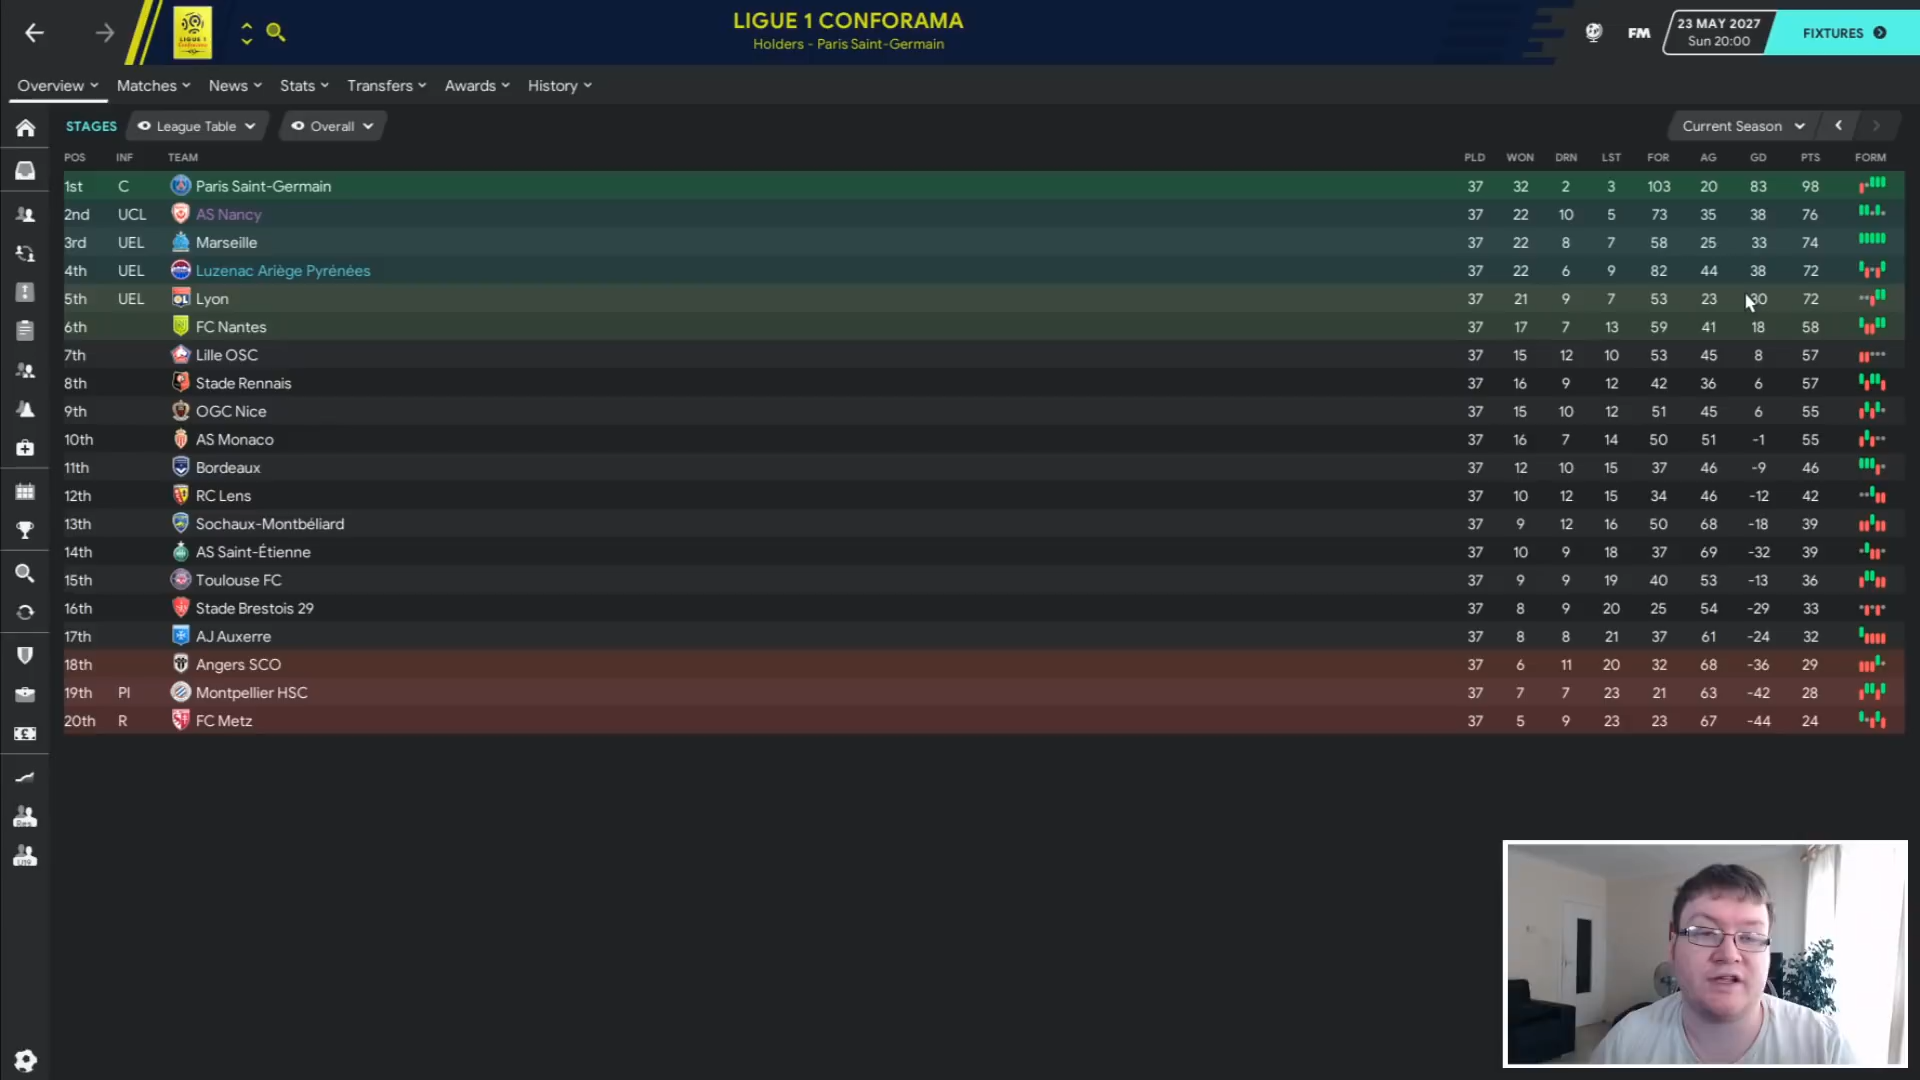 LIGUE 1 CONFORAMA
Holders - Paris Saint-Germain
FM
23 MAY 2027
Sun 20:00
FIXTURES
Overview Matches News Stats Transfers Awards History
STAGES League Table Overall Current Season
POS INF TEAM PLD WON DRN LST FOR AG GD PTS FORM
1st C Paris Saint-Germain 37 32 2 3 103 20 83 98
2nd UCL AS Nancy 37 22 10 5 73 35 38 76
3rd UEL Marseille 37 22 8 7 58 25 33 74
4th UEL Luzenac Ariège Pyrénées 37 22 6 9 82 44 38 72
5th UEL Lyon 37 21 9 7 53 23 30 72
6th FC Nantes 37 17 7 13 59 41 18 58
7th Lille OSC 37 15 12 10 53 45 8 57
8th Stade Rennais 37 16 9 12 42 36 6 57
9th OGC Nice 37 15 10 12 51 45 6 55
10th AS Monaco 37 16 7 14 50 51 -1 55
11th Bordeaux 37 12 10 15 37 46 -9 46
12th RC Lens 37 10 12 15 34 46 -12 42
13th Sochaux-Montbéliard 37 9 12 16 50 68 -18 39
14th AS Saint-Étienne 37 10 9 18 37 69 -32 39
15th Toulouse FC 37 9 9 19 40 53 -13 36
16th Stade Brestois 29 37 8 9 20 25 54 -29 33
17th AJ Auxerre 37 8 8 21 37 61 -24 32
18th Angers SCO 37 6 11 20 32 68 -36 29
19th Pl Montpellier HSC 37 7 7 23 21 63 -42 28
20th R FC Metz 37 5 9 23 23 67 -44 24